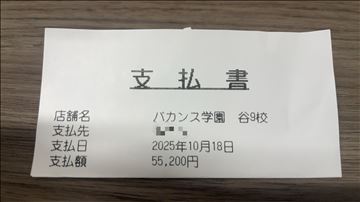 支払書
店舗名 バカンス学園 谷9校
支払先
支払日 2025年10月18日
支払額 55,200円